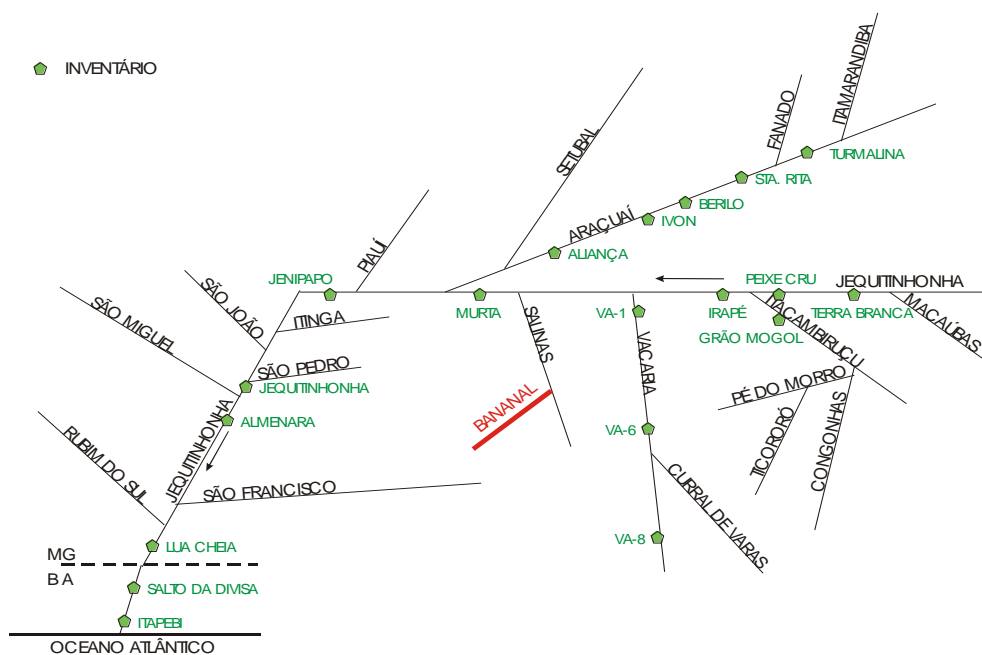 INVENTÁRIO
ITAMARANDIBA
FANADO
SETUBAL
TURMALINA
STA. RITA
BERILO
IVON
ARAÇUAÍ
ALIANÇA
PIAUÍ
JENIPAPO
PEIXE CRU
JEQUITINHONHA
SÃO JOÃO
SÃO MIGUEL
ITINGA
MURTA
SALINAS
VA-1
IRAPÉ
TERRA BRANCA
MACAÚBAS
GRÃO MOGOL
ITACAMBIRUÇU
VACARIA
SÃO PEDRO
JEQUITINHONHA
PÉ DO MORRO
BANANAL
ALMENARA
JEQUITINHONHA
VA-6
TICORORÓ
CONGONHAS
RUBIM DO SUL
SÃO FRANCISCO
CURRAL DE VARAS
LUA CHEIA
VA-8
MG
BA
SALTO DA DIVISA
ITAPEBI
OCEANO ATLÂNTICO